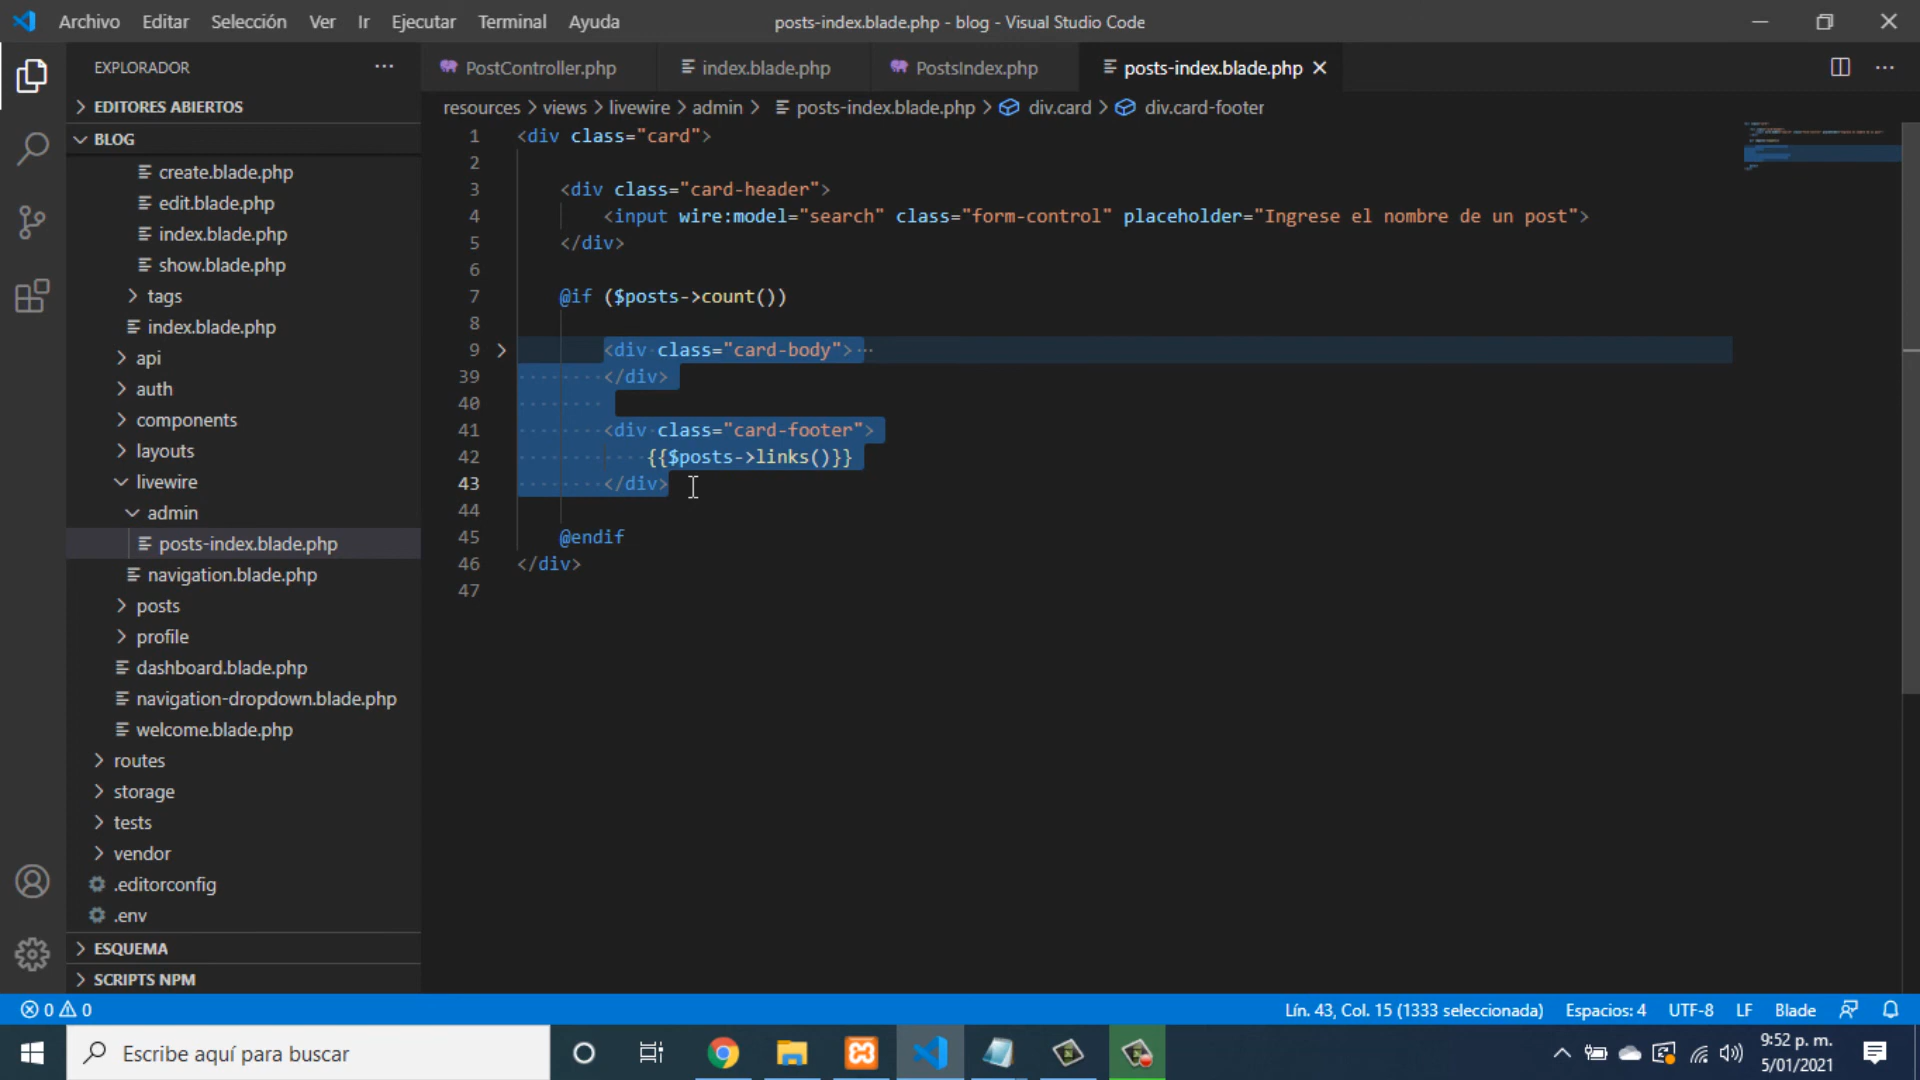 Archivo Editar Selección Ver Ir Ejecutar Terminal Ayuda
posts-index.blade.php - blog - Visual Studio Code
EXPLORADOR
PostController.php
index.blade.php
PostsIndex.php
posts-index.blade.php
EDITORES ABIERTOS
BLOG
create.blade.php
edit.blade.php
index.blade.php
show.blade.php
tags
index.blade.php
api
auth
components
layouts
livewire
admin
posts-index.blade.php
navigation.blade.php
posts
profile
dashboard.blade.php
navigation-dropdown.blade.php
welcome.blade.php
routes
storage
tests
vendor
.editorconfig
.env
ESQUEMA
SCRIPTS NPM
resources > views > livewire > admin > posts-index.blade.php > div.card > div.card-footer
1 <div class="card">
2
3 <div class="card-header">
4 <input wire:model="search" class="form-control" placeholder="Ingrese el nombre de un post">
5 </div>
6
7 @if ($posts->count())
8
9 <div class="card-body"> ···
39 </div>
40
41 <div class="card-footer">
42 {{$posts->links()}}
43 </div>
44
45 @endif
46 </div>
47
0 0
Lín. 43, Col. 15 (1333 seleccionada) Espacios: 4 UTF-8 LF Blade
Escribe aquí para buscar
9:52 p. m.
5/01/2021